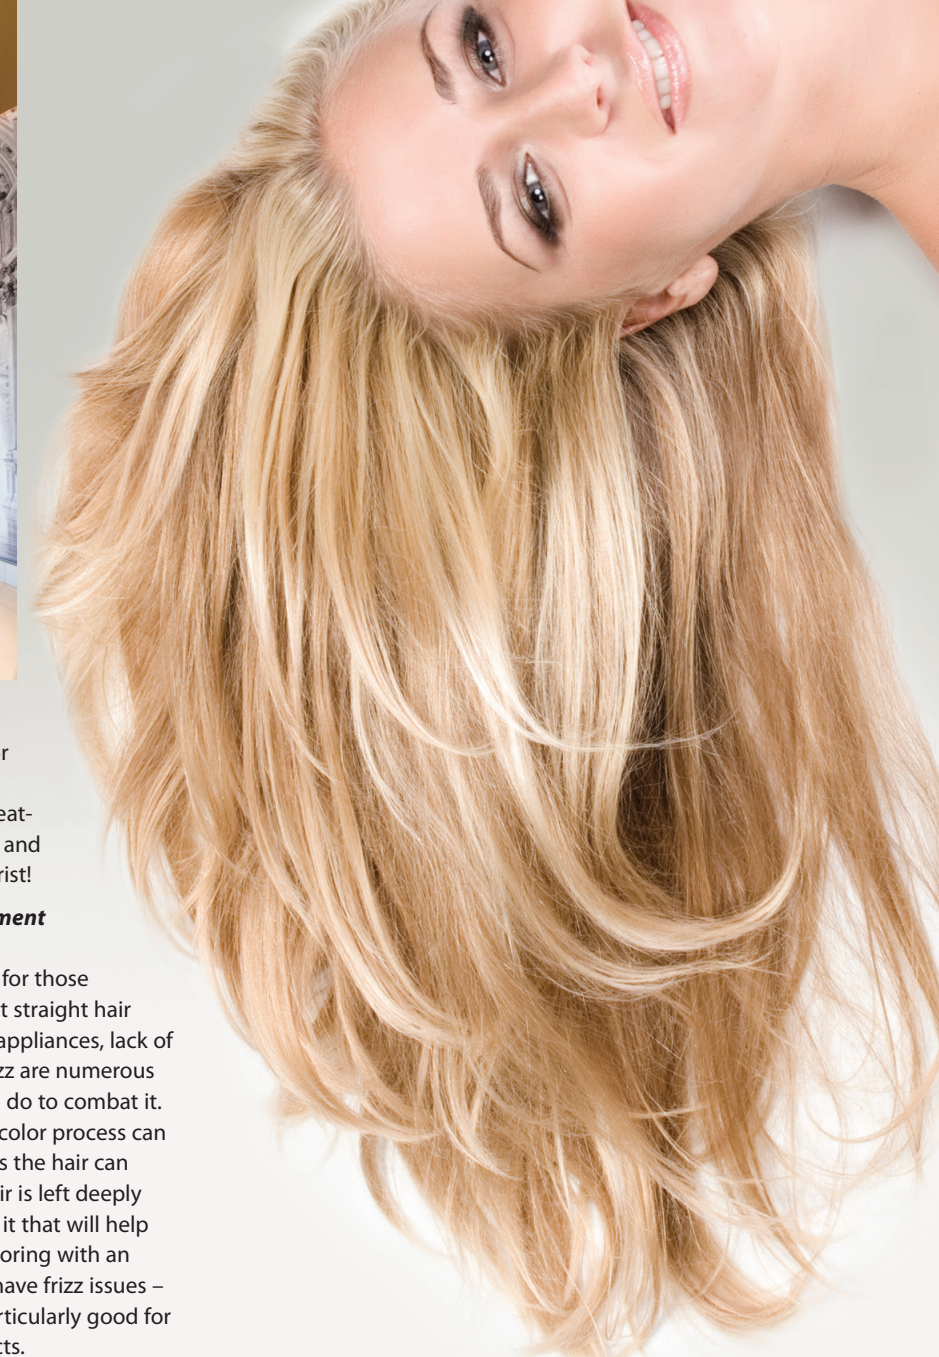 r
eat-
and
rist!
ment
for those
t straight hair
appliances, lack of
zz are numerous
do to combat it.
color process can
s the hair can
ir is left deeply
it that will help
oring with an
have frizz issues –
rticularly good for
cts.